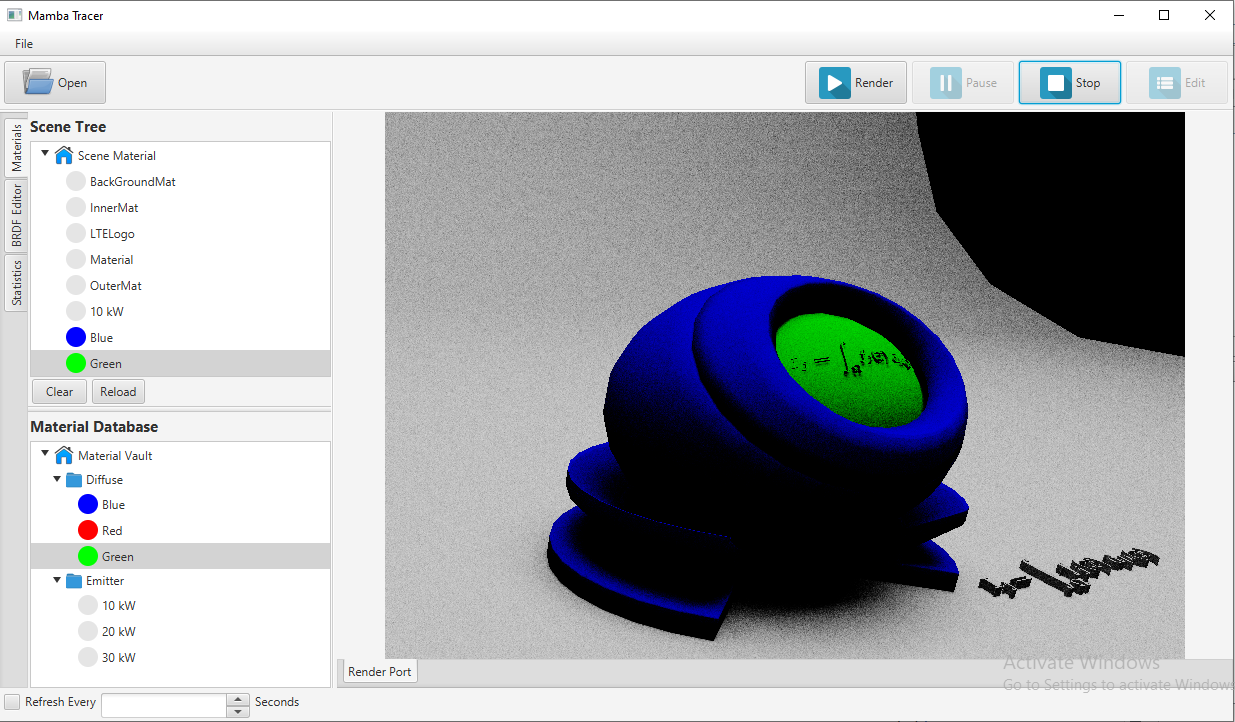 Mamba Tracer
File
Open
Render
Pause
Stop
Edit
Materials
BRDF Editor
Statistics
Scene Tree
Scene Material
BackGroundMat
InnerMat
LTELogo
Material
OuterMat
10 kW
Blue
Green
Clear
Reload
Material Database
Material Vault
Diffuse
Blue
Red
Green
Emitter
10 kW
20 kW
30 kW
Render Port
Activate Windows
Go to Settings to activate Windows
Refresh Every
Seconds